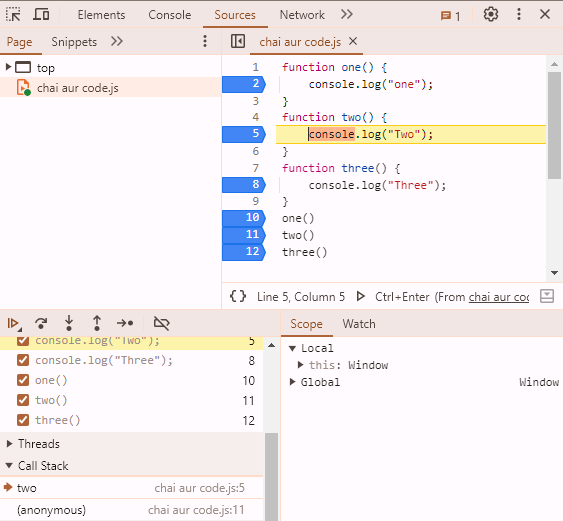 Elements Console Sources Network 1
Page Snippets
chai aur code.js
top
chai aur code.js
1 function one() {
2 console.log("one");
3 }
4 function two() {
5 console.log("Two");
6 }
7 function three() {
8 console.log("Three");
9 }
10 one()
11 two()
12 three()
{} Line 5, Column 5 Ctrl+Enter (From chai aur cod
Scope Watch
console.log("Two"); 5
console.log("Three"); 8
one() 10
two() 11
three() 12
Threads
Call Stack
two chai aur code.js:5
(anonymous) chai aur code.js:11
Local
this: Window
Global Window